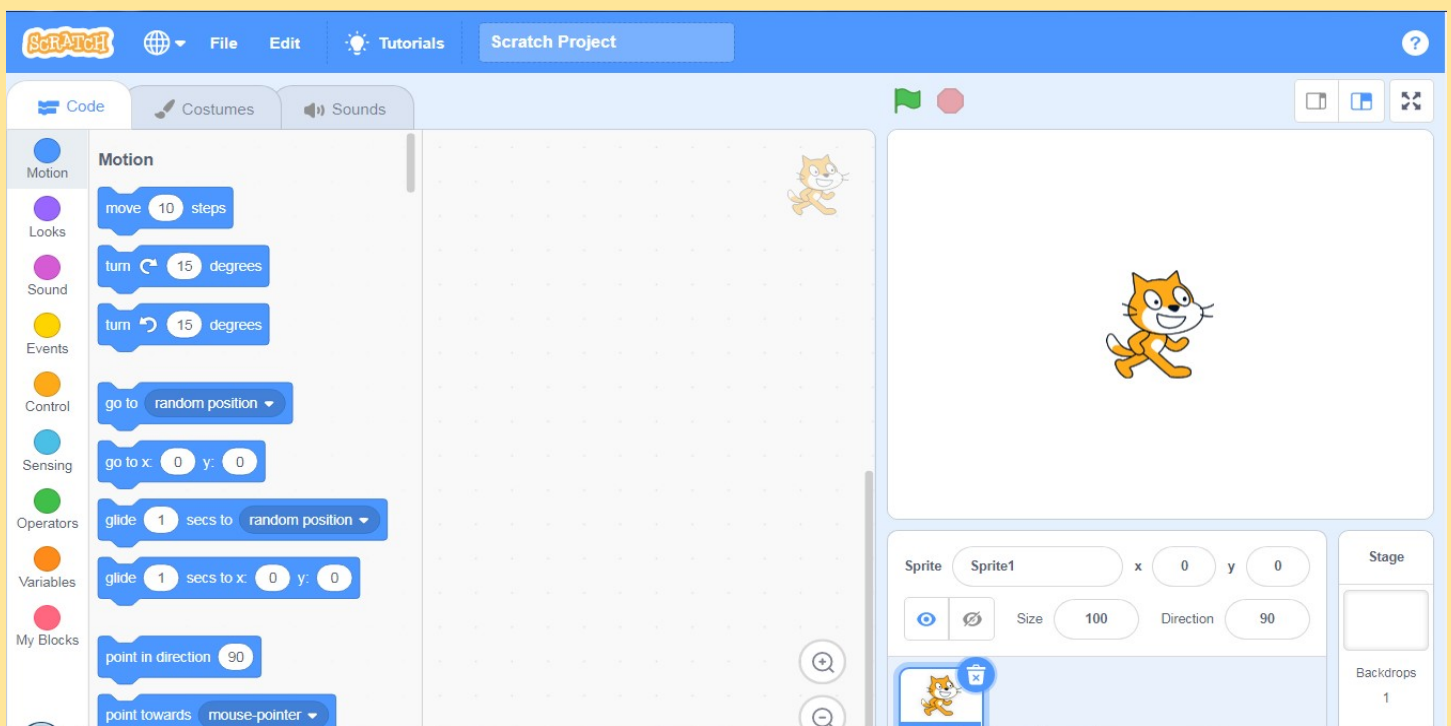 SCRATCH File Edit Tutorials Scratch Project ?
Code Costumes Sounds
Motion
Looks
Sound
Events
Control
Sensing
Operators
Variables
My Blocks
Motion
move 10 steps
turn 15 degrees
turn 15 degrees
go to random position
go to x: 0 y: 0
glide 1 secs to random position
glide 1 secs to x: 0 y: 0
point in direction 90
point towards mouse-pointer
Sprite Sprite1 x 0 y 0
Size 100 Direction 90
Stage
Backdrops
1